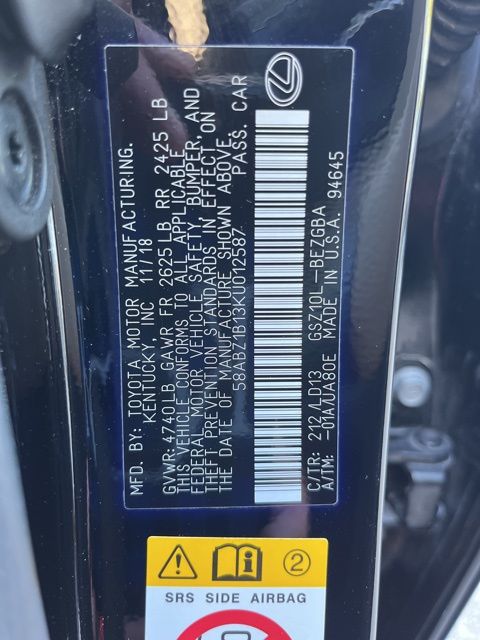 MFD. BY: TOYOTA MOTOR MANUFACTURING.
KENTUCKY, INC 11/18
GVWR: 4740LB GAWR FR 2625LB RR 2425 LB
THIS VEHICLE CONFORMS TO ALL APPLICABLE
FEDERAL MOTOR VEHICLE SAFETY, BUMPER, AND
THEFT PREVENTION STANDARDS IN EFFECT ON
THE DATE OF MANUFACTURE SHOWN ABOVE.
58ABZ1B13KU012587 PASS. CAR
C/TR: 212/LD13 GSZ10L-BEZGBA
A/TM: -01A/UA80E MADE IN U.S.A. 94645
2
SRS SIDE AIRBAG